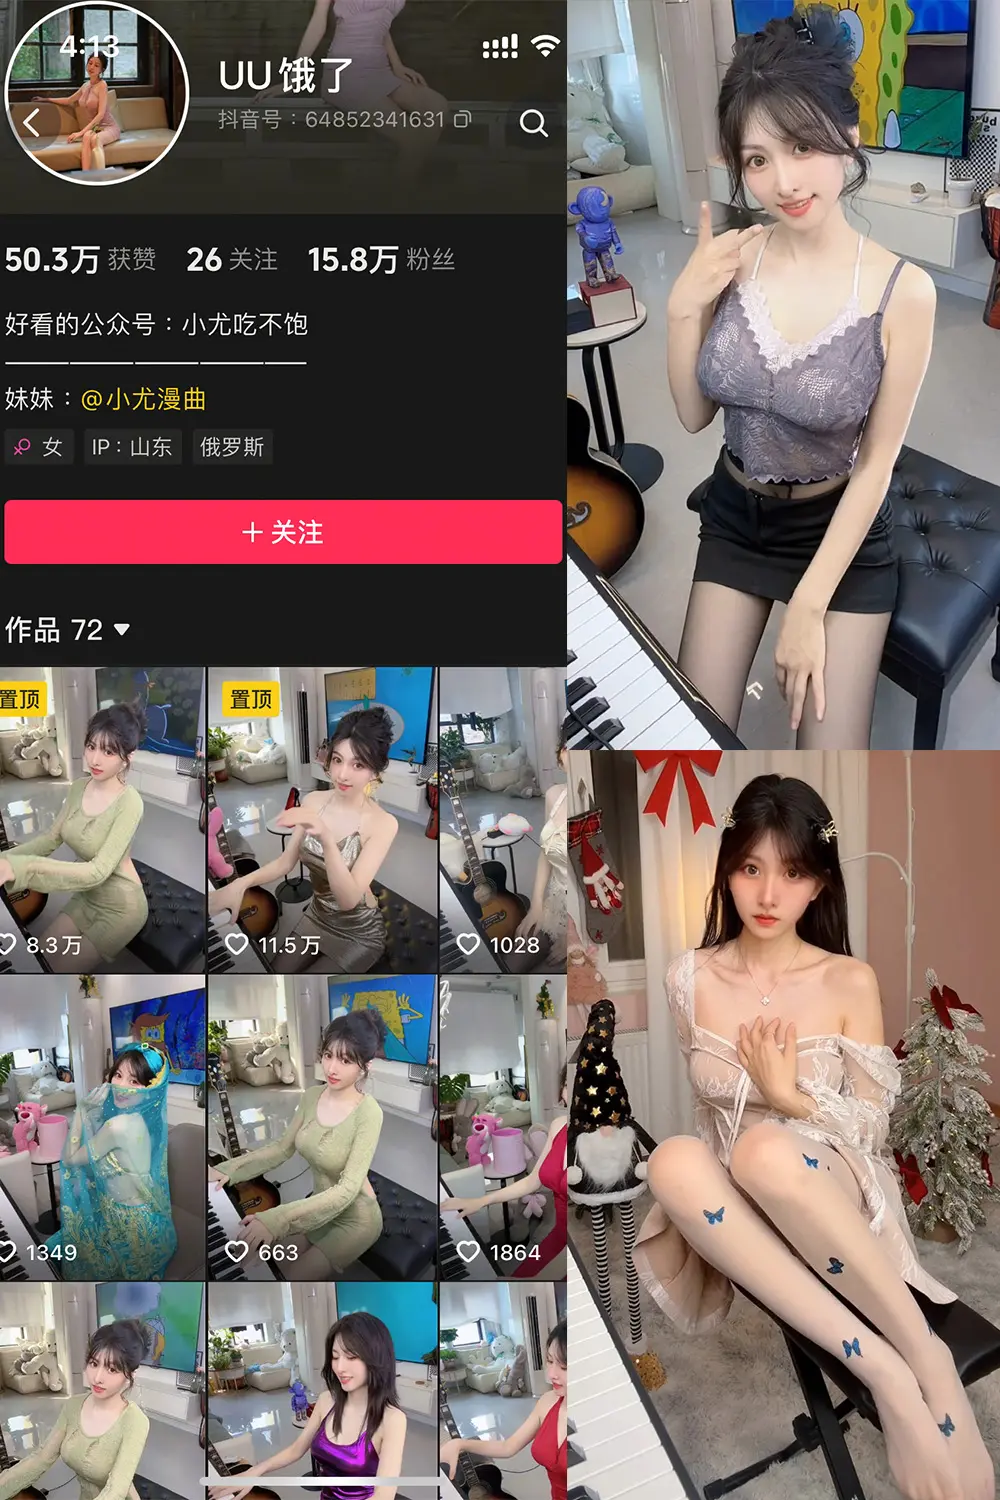 4:13
UU饿了
抖音号：64852341631
50.3万 获赞 26 关注 15.8万 粉丝
好看的公众号：小尤吃不饱
妹妹：@小尤漫曲
女 IP：山东 俄罗斯
+ 关注
作品 72
置顶 置顶
8.3万 11.5万 1028
1349 663 1864